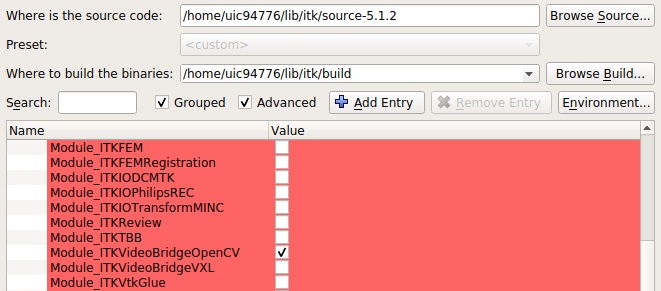 Where is the source code: /home/uic94776/lib/itk/source-5.1.2 Browse Source...
Preset: <custom>
Where to build the binaries: /home/uic94776/lib/itk/build Browse Build...
Search: Grouped Advanced Add Entry Remove Entry Environment...
Name Value
Module_ITKFEM
Module_ITKFEMRegistration
Module_ITKIODCMTK
Module_ITKIOPhilipsREC
Module_ITKIOTransformMINC
Module_ITKReview
Module_ITKTBB
Module_ITKVideoBridgeOpenCV
Module_ITKVideoBridgeVXL
Module_ITKVtkGlue